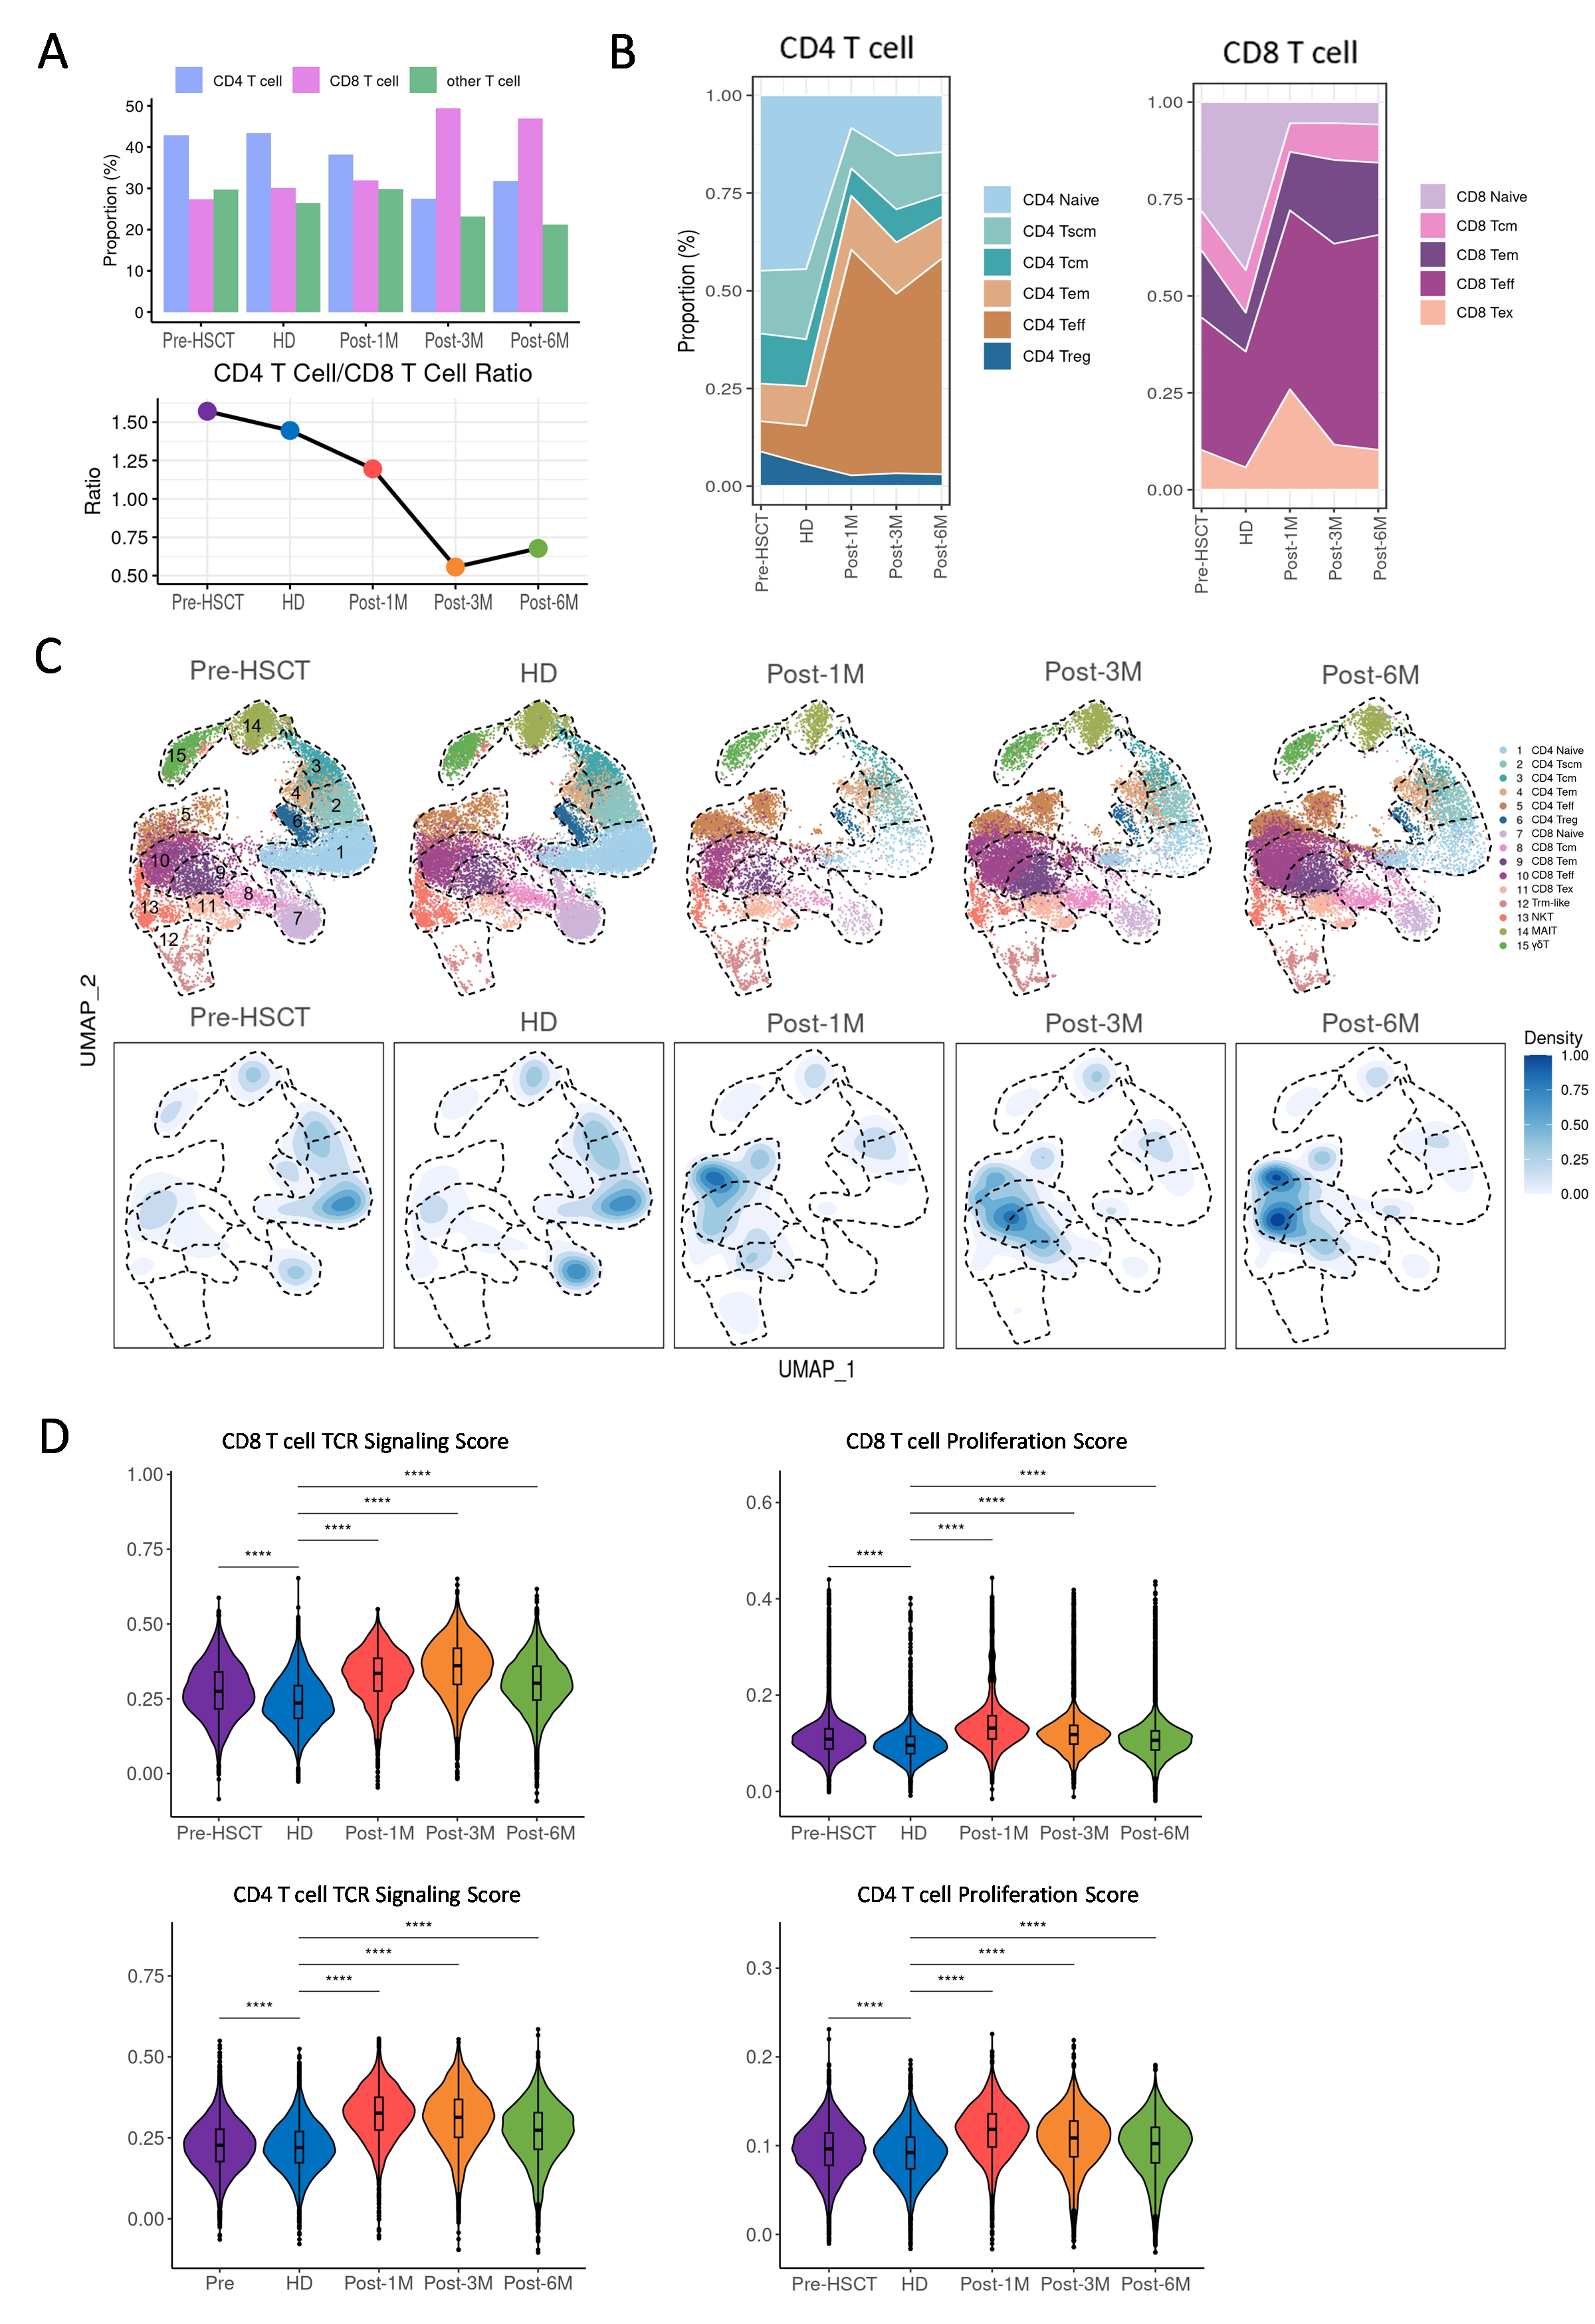 A
CD4 T cell CD8 T cell other T cell
Proportion (%)
50
40
30
20
10
0
Pre-HSCT HD Post-1M Post-3M Post-6M
CD4 T Cell/CD8 T Cell Ratio
Ratio
1.50
1.25
1.00
0.75
0.50
Pre-HSCT HD Post-1M Post-3M Post-6M
B
CD4 T cell
Proportion (%)
1.00
0.75
0.50
0.25
0.00
Pre-HSCT HD Post-1M Post-3M Post-6M
CD4 Naive
CD4 Tscm
CD4 Tcm
CD4 Tem
CD4 Teff
CD4 Treg
CD8 T cell
1.00
0.75
0.50
0.25
0.00
Pre-HSCT HD Post-1M Post-3M Post-6M
CD8 Naive
CD8 Tcm
CD8 Tem
CD8 Teff
CD8 Tex
C
Pre-HSCT HD Post-1M Post-3M Post-6M
14
15
3
4
2
5
6
1
10
9
8
11
13
7
12
1 CD4 Naive
2 CD4 Tscm
3 CD4 Tcm
4 CD4 Tem
5 CD4 Teff
6 CD4 Treg
7 CD8 Naive
8 CD8 Tcm
9 CD8 Tem
10 CD8 Teff
11 CD8 Tex
12 Trm-like
13 NKT
14 MAIT
15 γδT
UMAP_2
Pre-HSCT HD Post-1M Post-3M Post-6M
Density
1.00
0.75
0.50
0.25
0.00
UMAP_1
D
CD8 T cell TCR Signaling Score
1.00
0.75
0.50
0.25
0.00
****
****
****
****
Pre-HSCT HD Post-1M Post-3M Post-6M
CD8 T cell Proliferation Score
0.6
0.4
0.2
0.0
****
****
****
****
Pre-HSCT HD Post-1M Post-3M Post-6M
CD4 T cell TCR Signaling Score
0.75
0.50
0.25
0.00
****
****
****
****
Pre HD Post-1M Post-3M Post-6M
CD4 T cell Proliferation Score
0.3
0.2
0.1
0.0
****
****
****
****
Pre-HSCT HD Post-1M Post-3M Post-6M